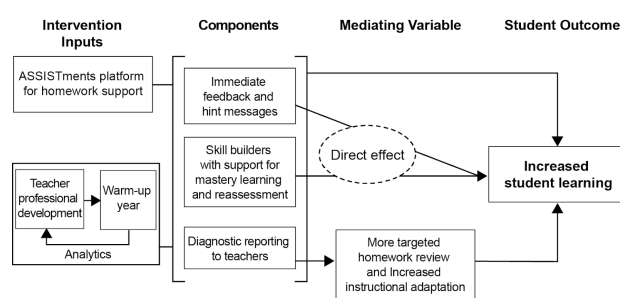 Intervention
Inputs
Components
Mediating Variable
Student Outcome
ASSISTments platform
for homework support
Immediate
feedback and
hint messages
Skill builders
with support for
mastery learning
and reassessment
Direct effect
Increased
student learning
Teacher
professional
development
Warm-up
year
Analytics
Diagnostic reporting
to teachers
More targeted
homework review
and Increased
instructional adaptation